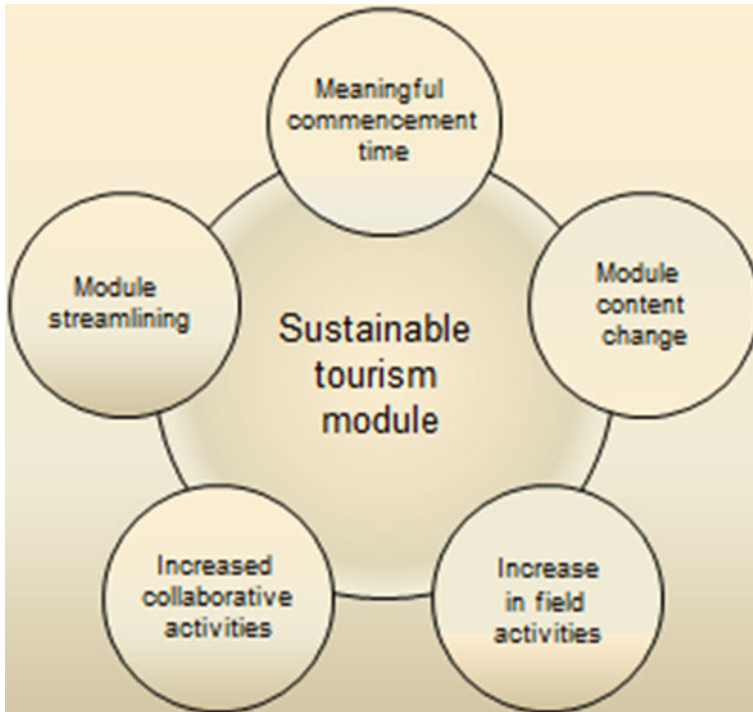 Meaningful
commencement
time
Module
streamlining
Module
content
change
Sustainable
tourism
module
Increased
collaborative
activities
Increase
in field
activities